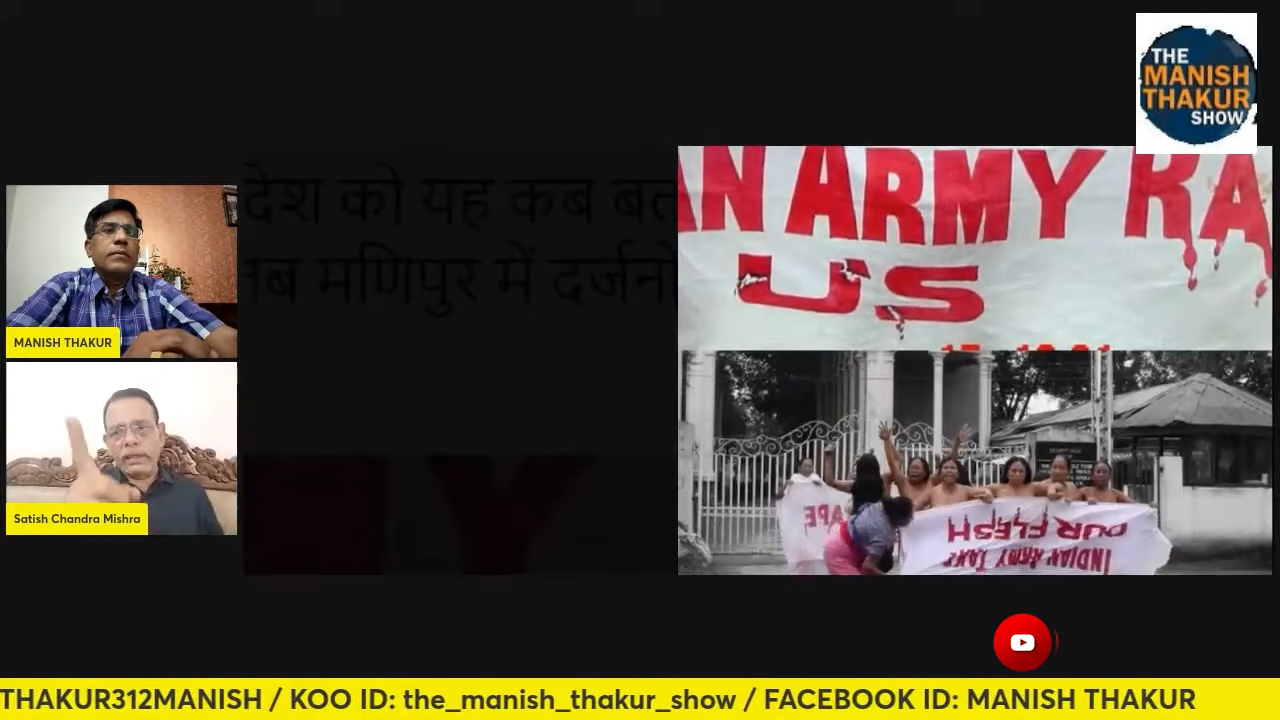 THE
MANISH
THAKUR
SHOW
देश को यह कब बत
मणिपुर में दर्जनो
AN ARMY RA
US
MANISH THAKUR
Satish Chandra Mishra
RAPE
OUR FLESH
INDIAN ARMY TAKE
THAKUR312MANISH / KOO ID: the_manish_thakur_show / FACEBOOK ID: MANISH THAKUR